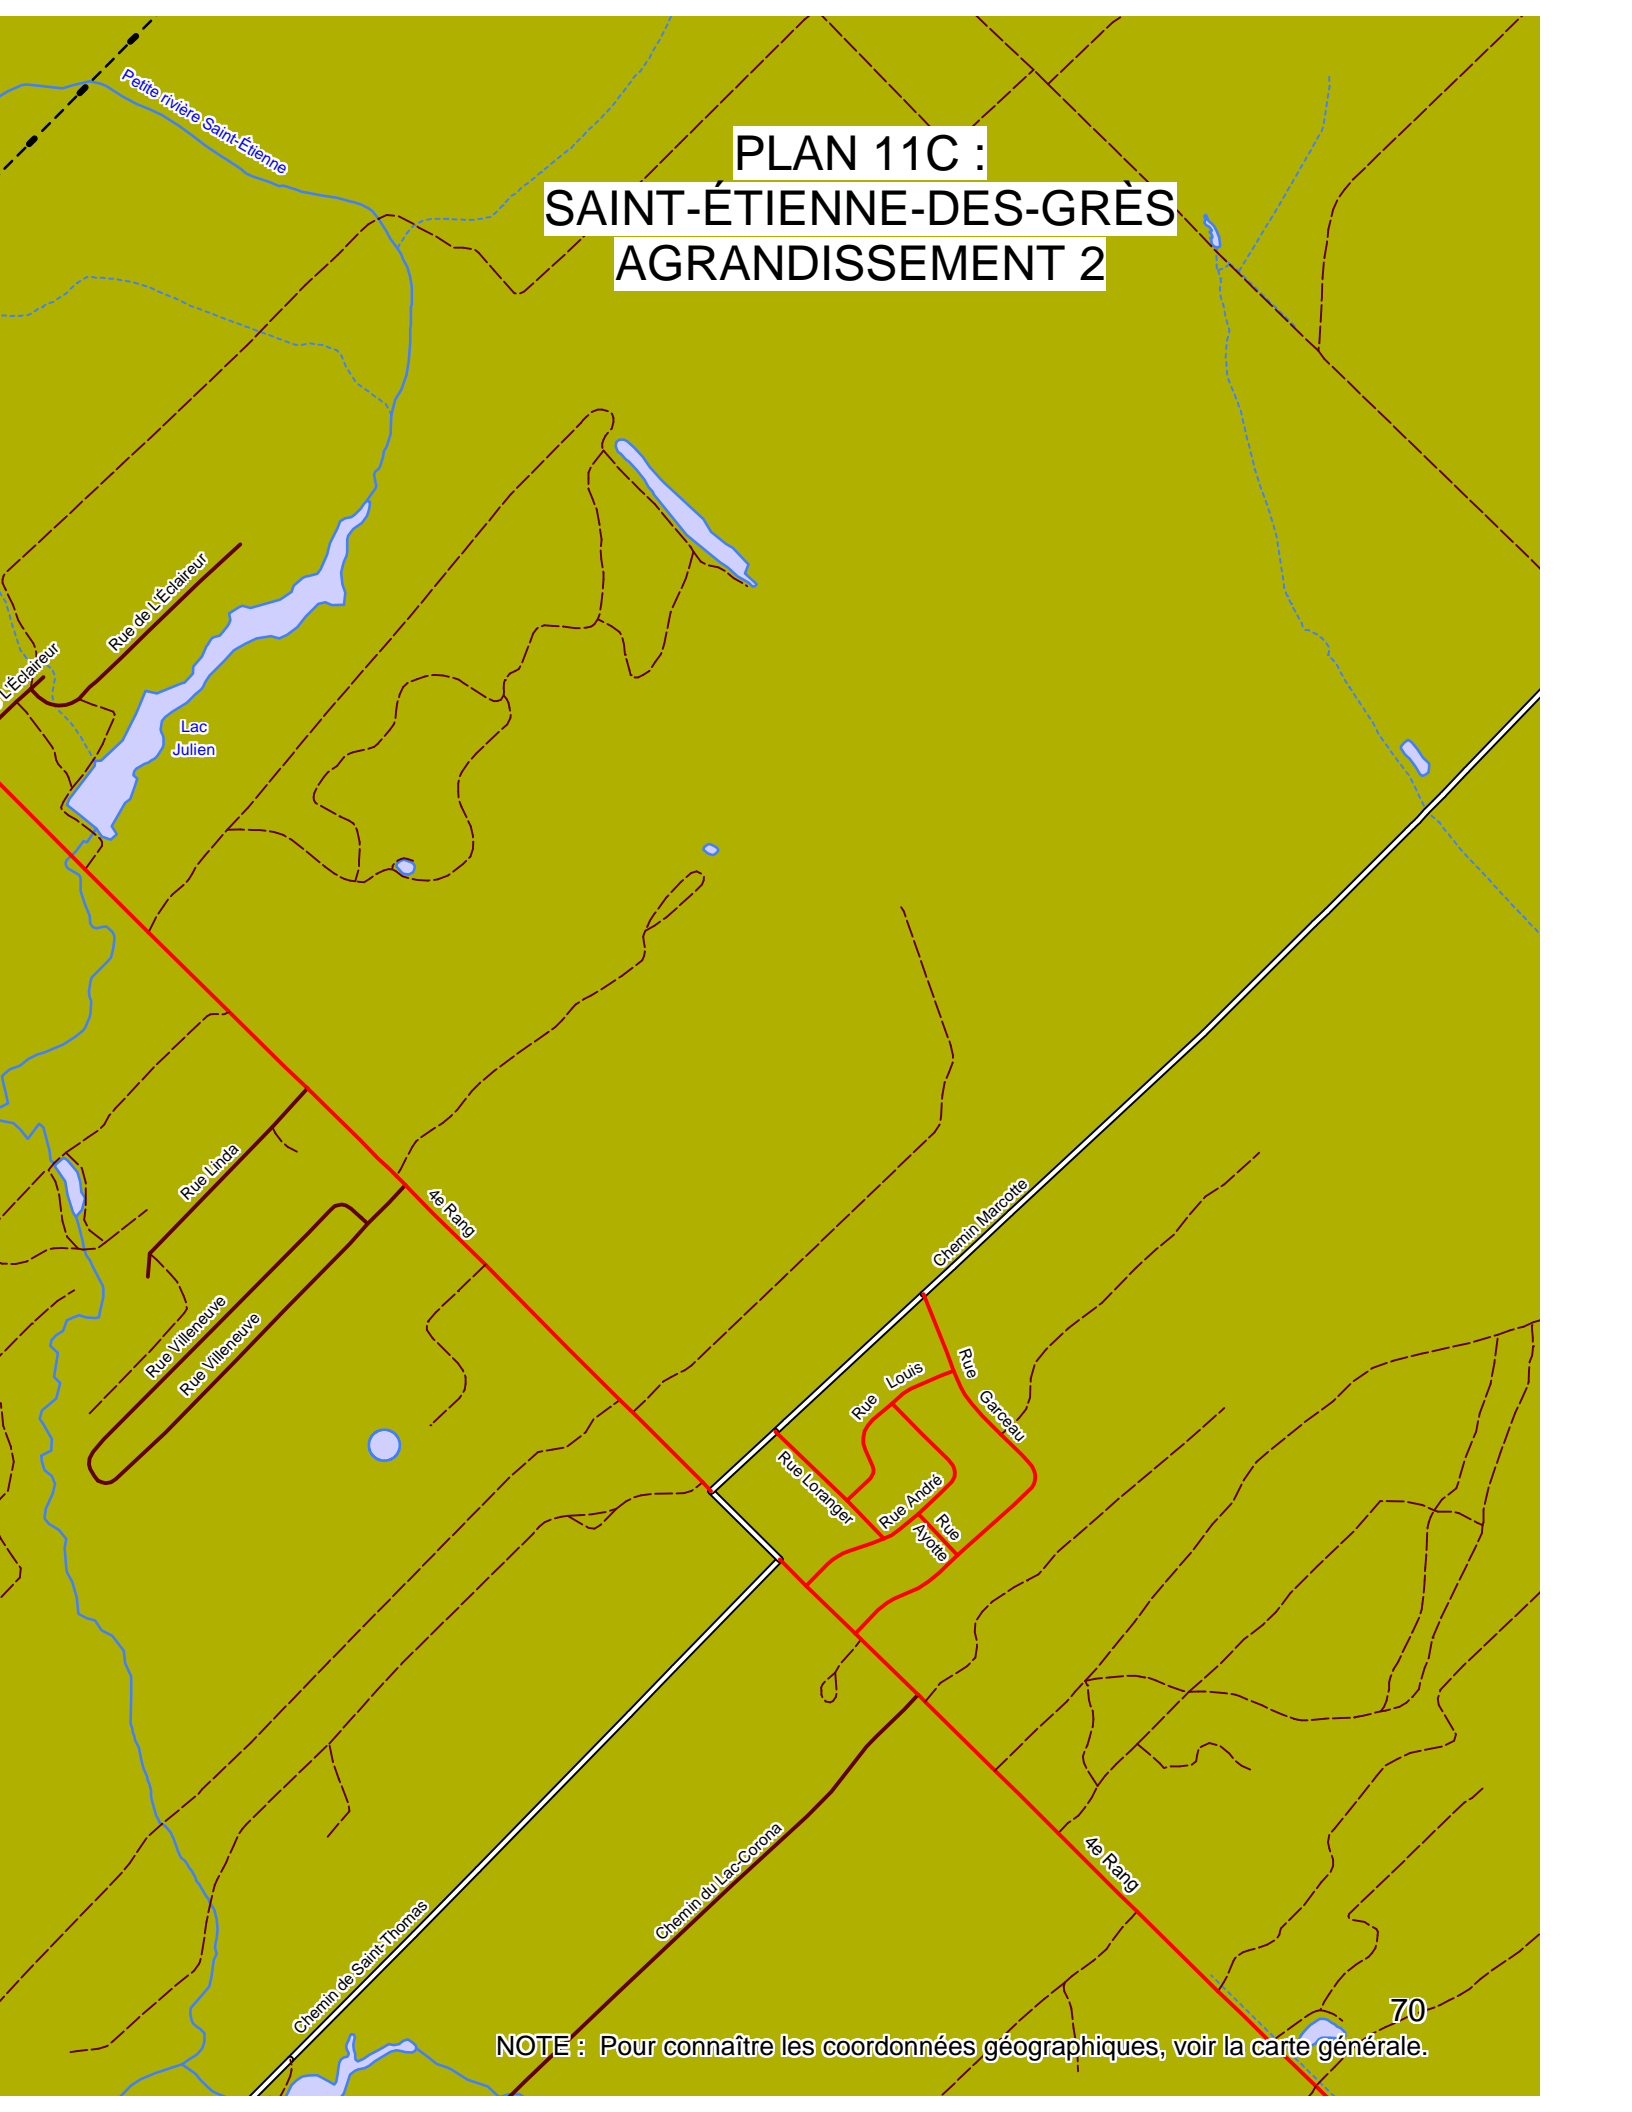 Petite rivière Saint-Étienne
PLAN 11C :
SAINT-ÉTIENNE-DES-GRÈS
AGRANDISSEMENT 2
Rue de L'Éclaireur
L'Éclaireur
Lac
Julien
Rue Linda
4e Rang
Chemin Marcotte
Rue Villeneuve
Rue Villeneuve
Rue Louis
Rue Garceau
Rue Loranger
Rue André
Rue
Ayotte
Chemin du Lac-Corona
4e Rang
Chemin de Saint-Thomas
70
NOTE : Pour connaître les coordonnées géographiques, voir la carte générale.